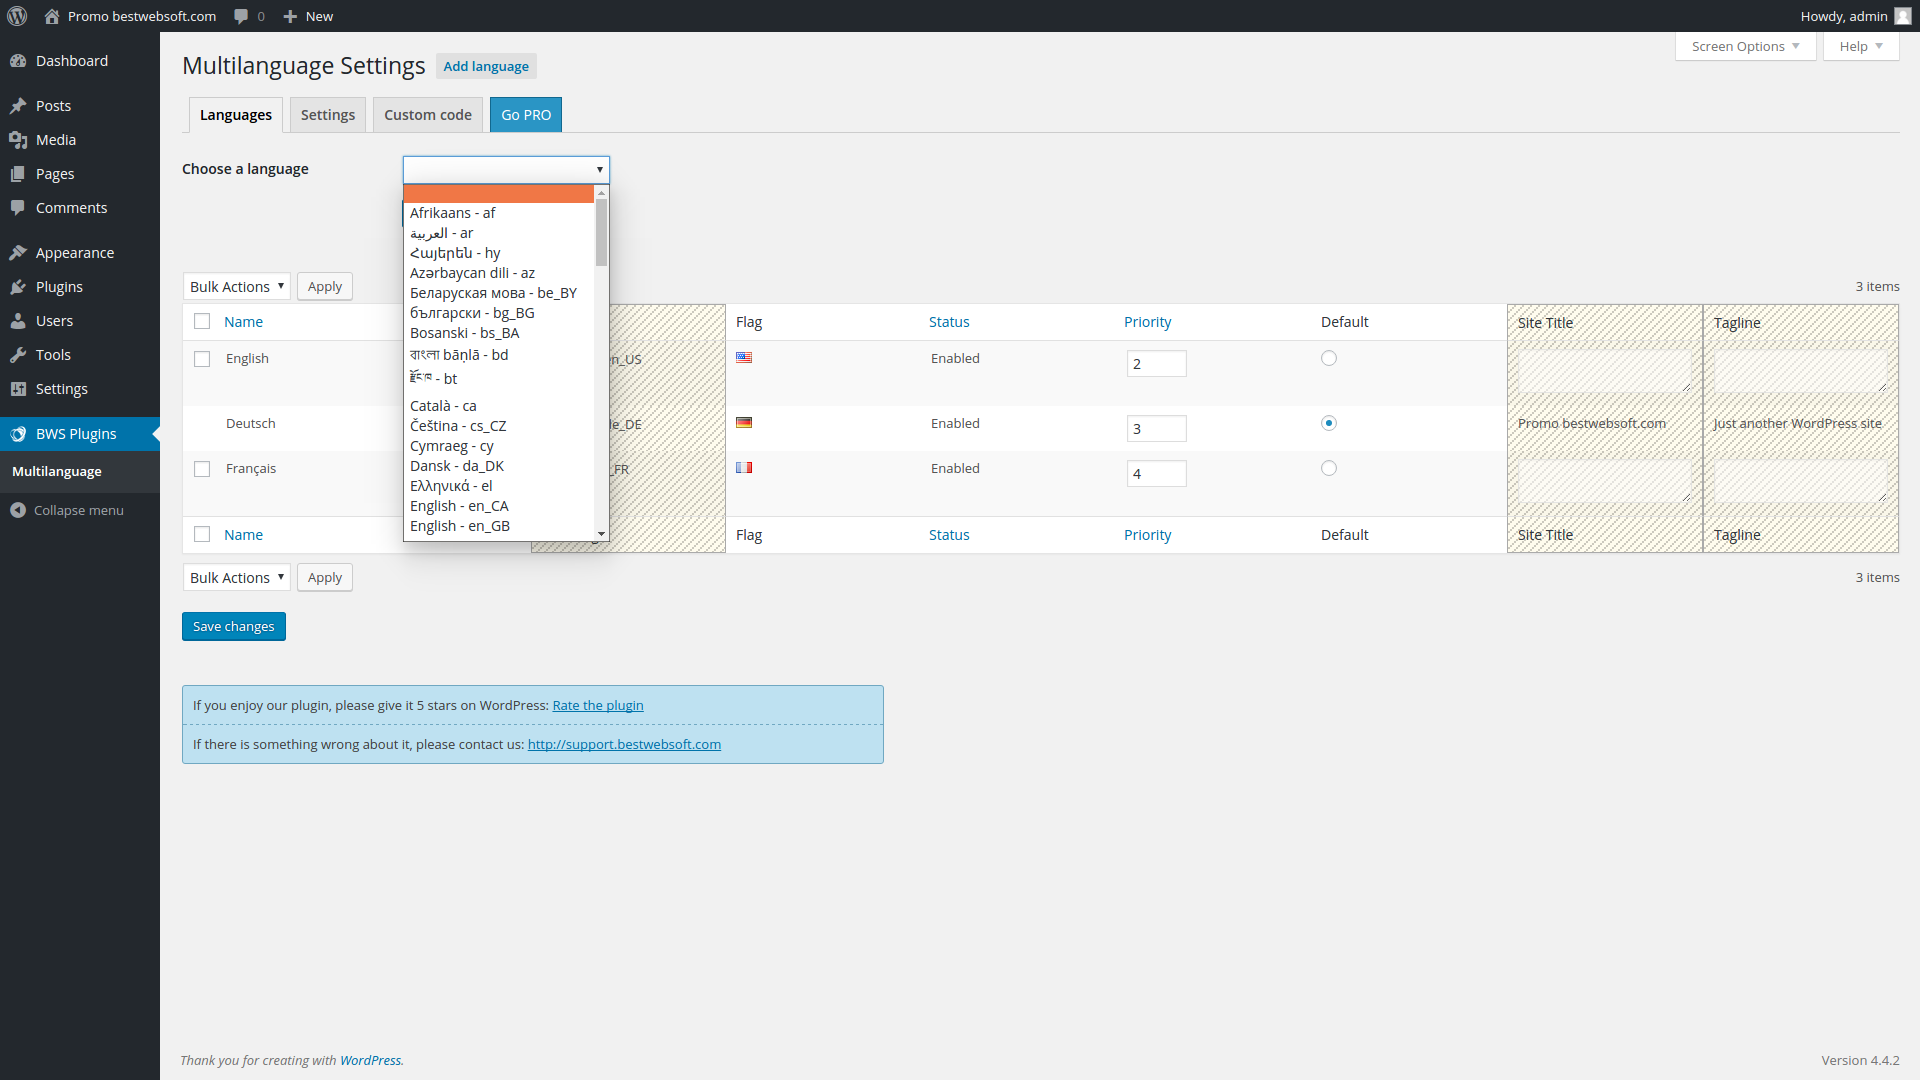 Promo bestwebsoft.com 0 New Howdy, admin
Screen Options Help
Dashboard
Posts
Media
Pages
Comments
Appearance
Plugins
Users
Tools
Settings
BWS Plugins
Multilanguage
Collapse menu
Multilanguage Settings Add language
Languages Settings Custom code Go PRO
Choose a language
Afrikaans - af
العربية - ar
Հայերեն - hy
Azərbaycan dili - az
Беларуская мова - be_BY
български - bg_BG
Bosanski - bs_BA
বাংলা bāṇlā - bd
རྫོང་ཁ - bt
Català - ca
Čeština - cs_CZ
Cymraeg - cy
Dansk - da_DK
Ελληνικά - el
English - en_CA
English - en_GB
Bulk Actions Apply 3 items
Name Flag Status Priority Default Site Title Tagline
English n_US Enabled 2
Deutsch e_DE Enabled 3 Promo bestwebsoft.com Just another WordPress site
Français _FR Enabled 4
Name Flag Status Priority Default Site Title Tagline
Bulk Actions Apply 3 items
Save changes
If you enjoy our plugin, please give it 5 stars on WordPress: Rate the plugin
If there is something wrong about it, please contact us: http://support.bestwebsoft.com
Thank you for creating with WordPress. Version 4.4.2